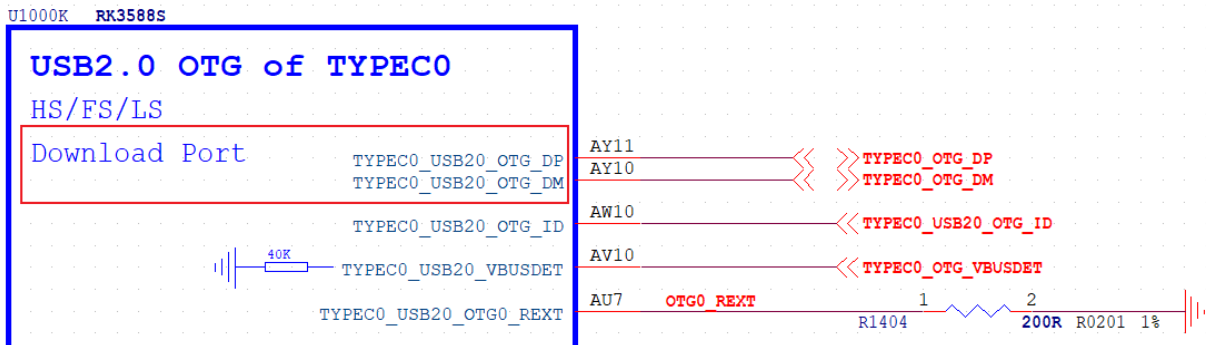 U1000K RK3588S
USB2.0 OTG of TYPEC0
HS/FS/LS
Download Port
TYPEC0_USB20_OTG_DP AY11 TYPEC0_OTG_DP
TYPEC0_USB20_OTG_DM AY10 TYPEC0_OTG_DM
TYPEC0_USB20_OTG_ID AW10 TYPEC0_USB20_OTG_ID
40K TYPEC0_USB20_VBUSDET AV10 TYPEC0_OTG_VBUSDET
TYPEC0_USB20_OTG0_REXT AU7 OTG0_REXT 1 2
R1404 200R R0201 1%